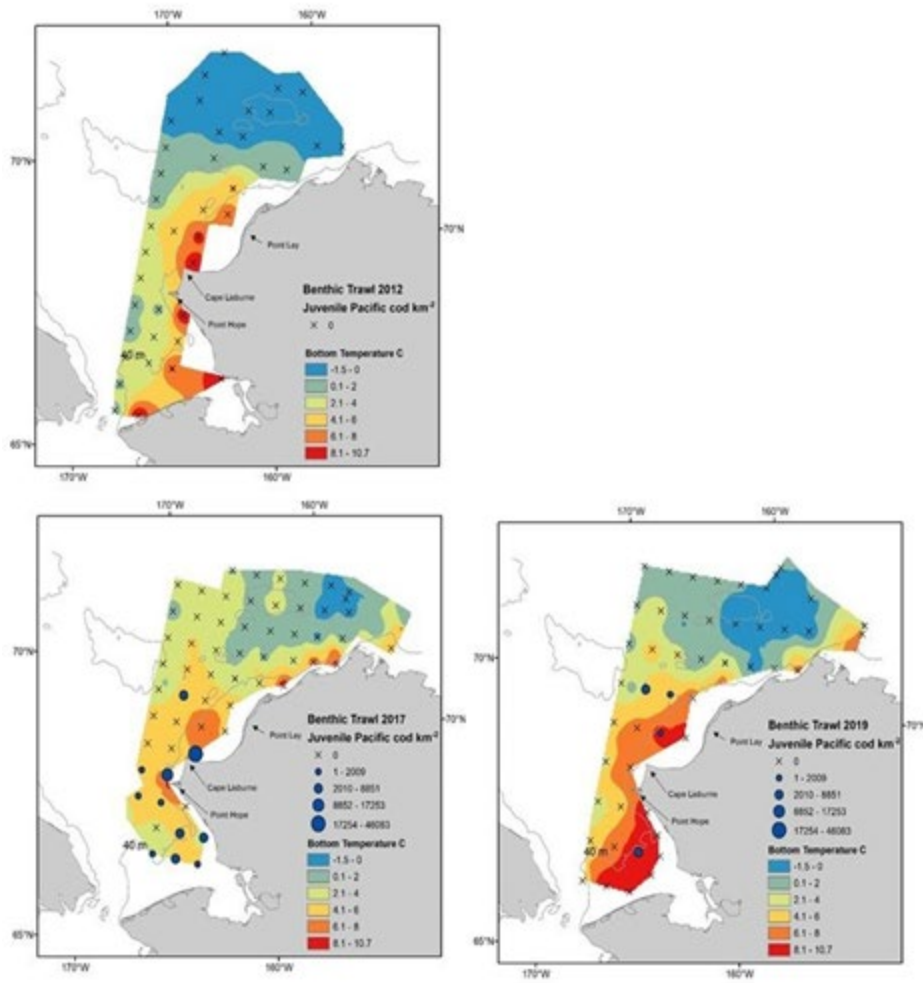 170°W 160°W
70°N
70°N
Point Lay
Cape Lisburne
Point Hope
40 m
65°N
170°W 160°W
Benthic Trawl 2012
Juvenile Pacific cod km-2
0
Bottom Temperature C
-1.5 - 0
0.1 - 2
2.1 - 4
4.1 - 6
6.1 - 8
8.1 - 10.7
170°W 160°W
70°N
70°N
Point Lay
Cape Lisburne
Point Hope
40 m
65°N
170°W 160°W
Benthic Trawl 2017
Juvenile Pacific cod km-2
0
1 - 2009
2010 - 8851
8852 - 17253
17254 - 46083
Bottom Temperature C
-1.5 - 0
0.1 - 2
2.1 - 4
4.1 - 6
6.1 - 8
8.1 - 10.7
170°W 160°W
70°N
70°N
Point Lay
Cape Lisburne
Point Hope
40 m
65°N
170°W 160°W
Benthic Trawl 2019
Juvenile Pacific cod km-2
0
1 - 2009
2010 - 8851
8852 - 17253
17254 - 46083
Bottom Temperature C
-1.5 - 0
0.1 - 2
2.1 - 4
4.1 - 6
6.1 - 8
8.1 - 10.7